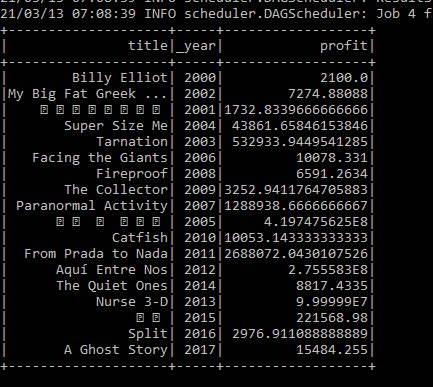 21/03/13 07:08:39 INFO scheduler.DAGScheduler: Job 4 f
+--------------------+-----+--------------------+
| title|_year| profit|
+--------------------+-----+--------------------+
| Billy Elliot| 2000| 2100.0|
|My Big Fat Greek ...| 2002| 7274.88088|
| | 2001|1732.8339666666666|
| Super Size Me| 2004| 43861.65846153846|
| Tarnation| 2003| 532933.9449541285|
| Facing the Giants| 2006| 10078.331|
| Fireproof| 2008| 6591.2634|
| The Collector| 2009|3252.9411764705883|
| Paranormal Activity| 2007|1288938.6666666667|
| | 2005| 4.197475625E8|
| Catfish| 2010|10053.143333333333|
| From Prada to Nada| 2011|2688072.0430107526|
| Aquí Entre Nos| 2012| 2.755583E8|
| The Quiet Ones| 2014| 8817.4335|
| Nurse 3-D| 2013| 9.99999E7|
| | 2015| 221568.98|
| Split| 2016| 2976.911088888889|
| A Ghost Story| 2017| 15484.255|
+--------------------+-----+--------------------+